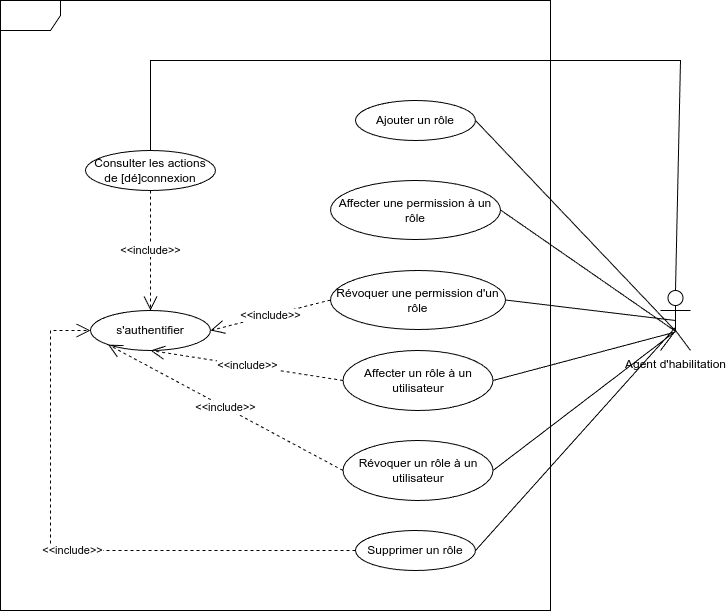 Ajouter un rôle
Consulter les actions
de [dé]connexion
Affecter une permission à un
rôle
<<include>>
Révoquer une permission d'un
rôle
<<include>>
s'authentifier
<<include>>
Affecter un rôle à un
utilisateur
Agent d'habilitation
<<include>>
Révoquer un rôle à un
utilisateur
<<include>>
Supprimer un rôle